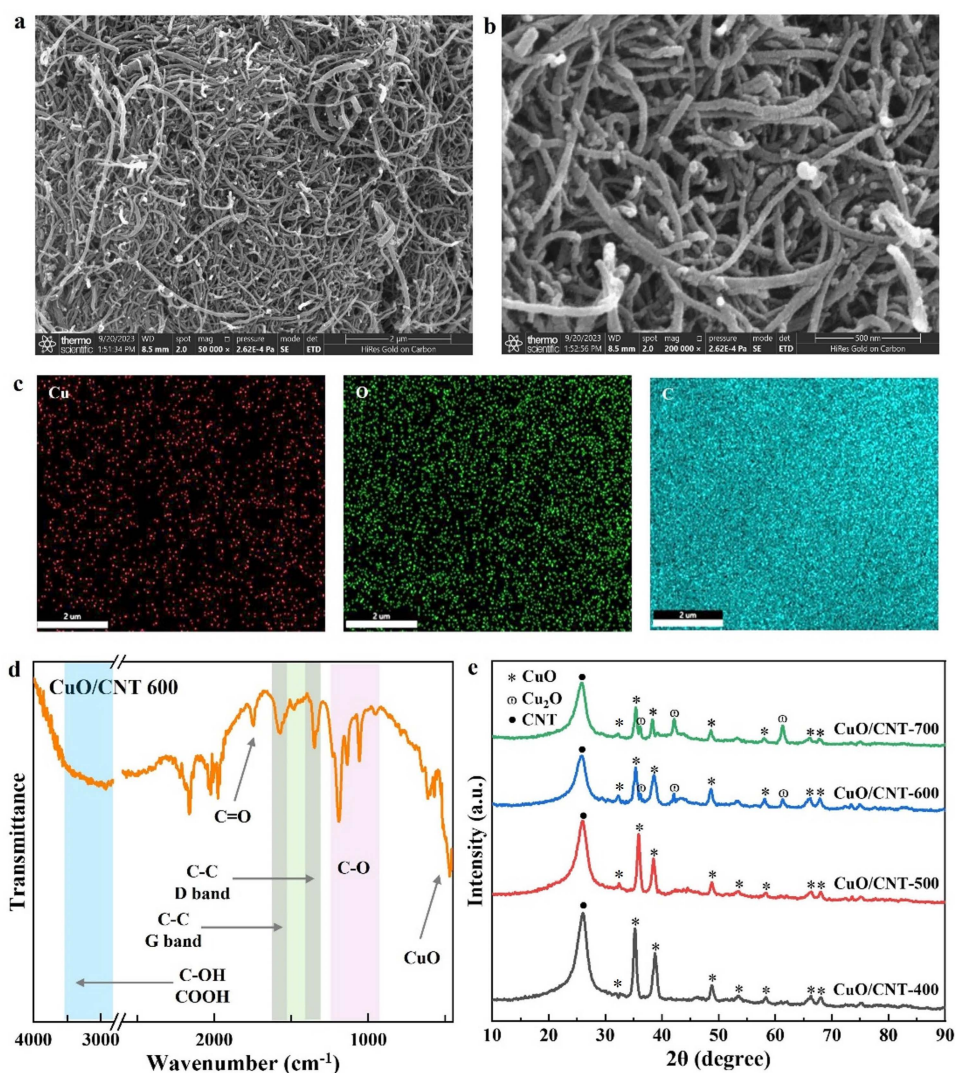 a
thermo scientific 9/20/2023 1:51:34 PM WD 8.5 mm spot 2.0 mag □ 50 000 × pressure 2.62E-4 Pa mode SE det ETD 2 µm HiRes Gold on Carbon
b
thermo scientific 9/20/2023 1:52:56 PM WD 8.5 mm spot 2.0 mag □ 200 000 × pressure 2.62E-4 Pa mode SE det ETD 500 nm HiRes Gold on Carbon
c
Cu
2 um
O
2 um
C
2 um
d
CuO/CNT 600
Transmittance
C=O
C-C
D band
C-C
G band
C-O
CuO
C-OH
COOH
4000 3000 2000 1000
Wavenumber (cm⁻¹)
e
* CuO
ϖ Cu₂O
● CNT
Intensity (a.u.)
● * * ϖ * ϖ * * ϖ * *
CuO/CNT-700
● * * ϖ * ϖ * * ϖ * *
CuO/CNT-600
● * * * * * * * *
CuO/CNT-500
● * * * * * * * *
CuO/CNT-400
10 20 30 40 50 60 70 80 90
2θ (degree)